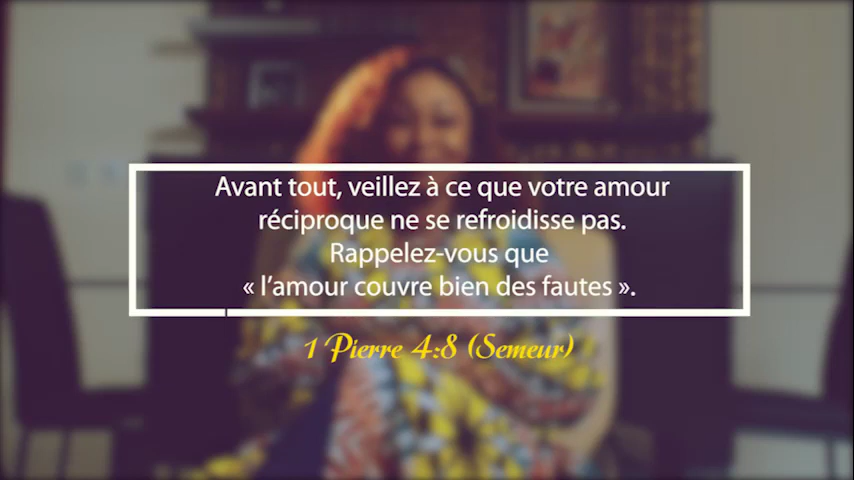 Avant tout, veillez à ce que votre amour
réciproque ne se refroidisse pas.
Rappelez-vous que
« l’amour couvre bien des fautes ».
1 Pierre 4:8 (Semeur)